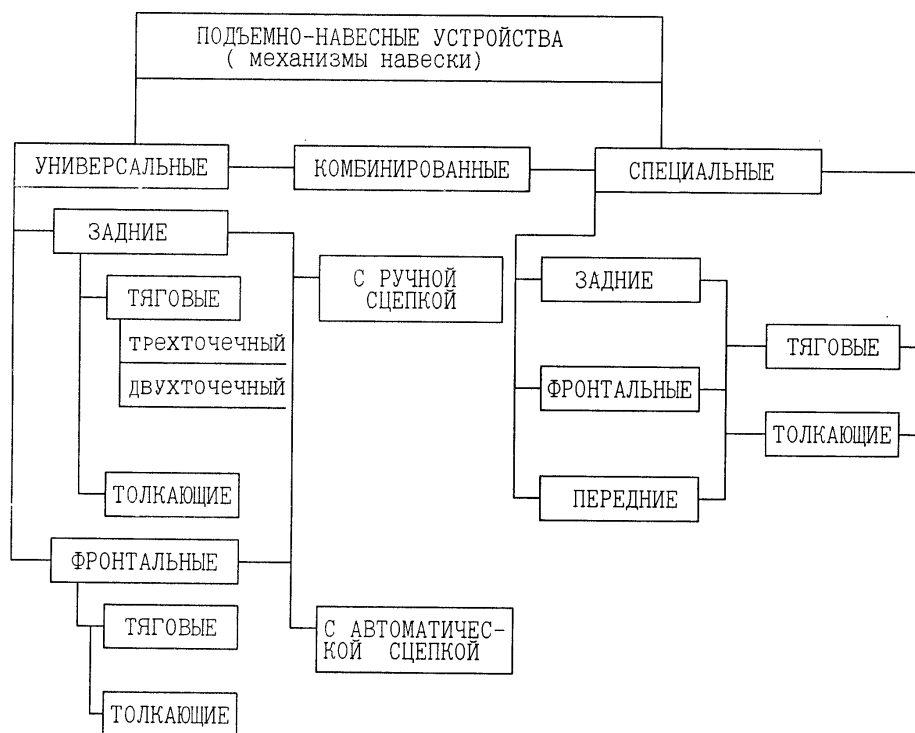 ПОДЪЕМНО-НАВЕСНЫЕ УСТРОЙСТВА
( механизмы навески)
УНИВЕРСАЛЬНЫЕ
КОМБИНИРОВАННЫЕ
СПЕЦИАЛЬНЫЕ
ЗАДНИЕ
ТЯГОВЫЕ
трехточечный
двухточечный
ТОЛКАЮЩИЕ
ФРОНТАЛЬНЫЕ
ТЯГОВЫЕ
ТОЛКАЮЩИЕ
С РУЧНОЙ
СЦЕПКОЙ
С АВТОМАТИЧЕС-
КОЙ СЦЕПКОЙ
ЗАДНИЕ
ФРОНТАЛЬНЫЕ
ПЕРЕДНИЕ
ТЯГОВЫЕ
ТОЛКАЮЩИЕ